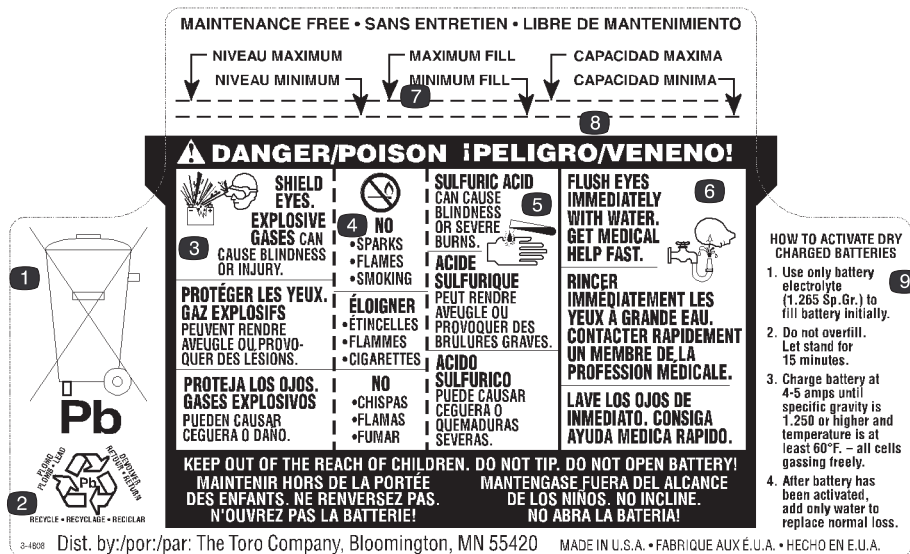 MAINTENANCE FREE • SANS ENTRETIEN • LIBRE DE MANTENIMIENTO
NIVEAU MAXIMUM
MAXIMUM FILL
CAPACIDAD MAXIMA
NIVEAU MINIMUM
MINIMUM FILL
CAPACIDAD MINIMA
7
8
DANGER/POISON ¡PELIGRO/VENENO!
SHIELD
EYES.
EXPLOSIVE
GASES CAN
CAUSE BLINDNESS
OR INJURY.
3
PROTÉGER LES YEUX.
GAZ EXPLOSIFS
PEUVENT RENDRE
AVEUGLE OU PROVO-
QUER DES LESIONS.
PROTEJA LOS OJOS.
GASES EXPLOSIVOS
PUEDEN CAUSAR
CEGUERA O DAÑO.
4
NO
•SPARKS
•FLAMES
•SMOKING
ÉLOIGNER
•ÉTINCELLES
•FLAMMES
•CIGARETTES
NO
•CHISPAS
•FLAMAS
•FUMAR
SULFURIC ACID
CAN CAUSE
BLINDNESS
OR SEVERE
BURNS.
5
ACIDE
SULFURIQUE
PEUT RENDRE
AVEUGLE OU
PROVOQUER DES
BRÛLURES GRAVES.
ACIDO
SULFURICO
PUEDE CAUSAR
CEGUERA O
QUEMADURAS
SEVERAS.
FLUSH EYES
IMMEDIATELY
WITH WATER.
GET MEDICAL
HELP FAST.
6
RINCER
IMMEDIATEMENT LES
YEUX À GRANDE EAU.
CONTACTER RAPIDEMENT
UN MEMBRE DE LA
PROFESSION MÉDICALE.
LAVE LOS OJOS DE
INMEDIATO. CONSIGA
AYUDA MEDICA RAPIDO.
KEEP OUT OF THE REACH OF CHILDREN. DO NOT TIP. DO NOT OPEN BATTERY!
MAINTENIR HORS DE LA PORTÉE
DES ENFANTS. NE RENVERSEZ PAS.
N'OUVREZ PAS LA BATTERIE!
MANTENGASE FUERA DEL ALCANCE
DE LOS NIÑOS. NO INCLINE.
NO ABRA LA BATERIA!
1
Pb
2
PLOMO
PLOMB • LEAD
DEVOLVER
RETOUR • RETURN
Pb
RECYCLE • RECYCLAGE • RECICLAR
HOW TO ACTIVATE DRY
CHARGED BATTERIES
9
1. Use only battery
electrolyte
(1.265 Sp.Gr.) to
fill battery initially.
2. Do not overfill.
Let stand for
15 minutes.
3. Charge battery at
4-5 amps until
specific gravity is
1.250 or higher and
temperature is at
least 60°F. – all cells
gassing freely.
4. After battery has
been activated,
add only water to
replace normal loss.
3-4808 Dist. by:/por:/par: The Toro Company, Bloomington, MN 55420 MADE IN U.S.A. • FABRIQUE AUX É.U.A. • HECHO EN E.U.A.